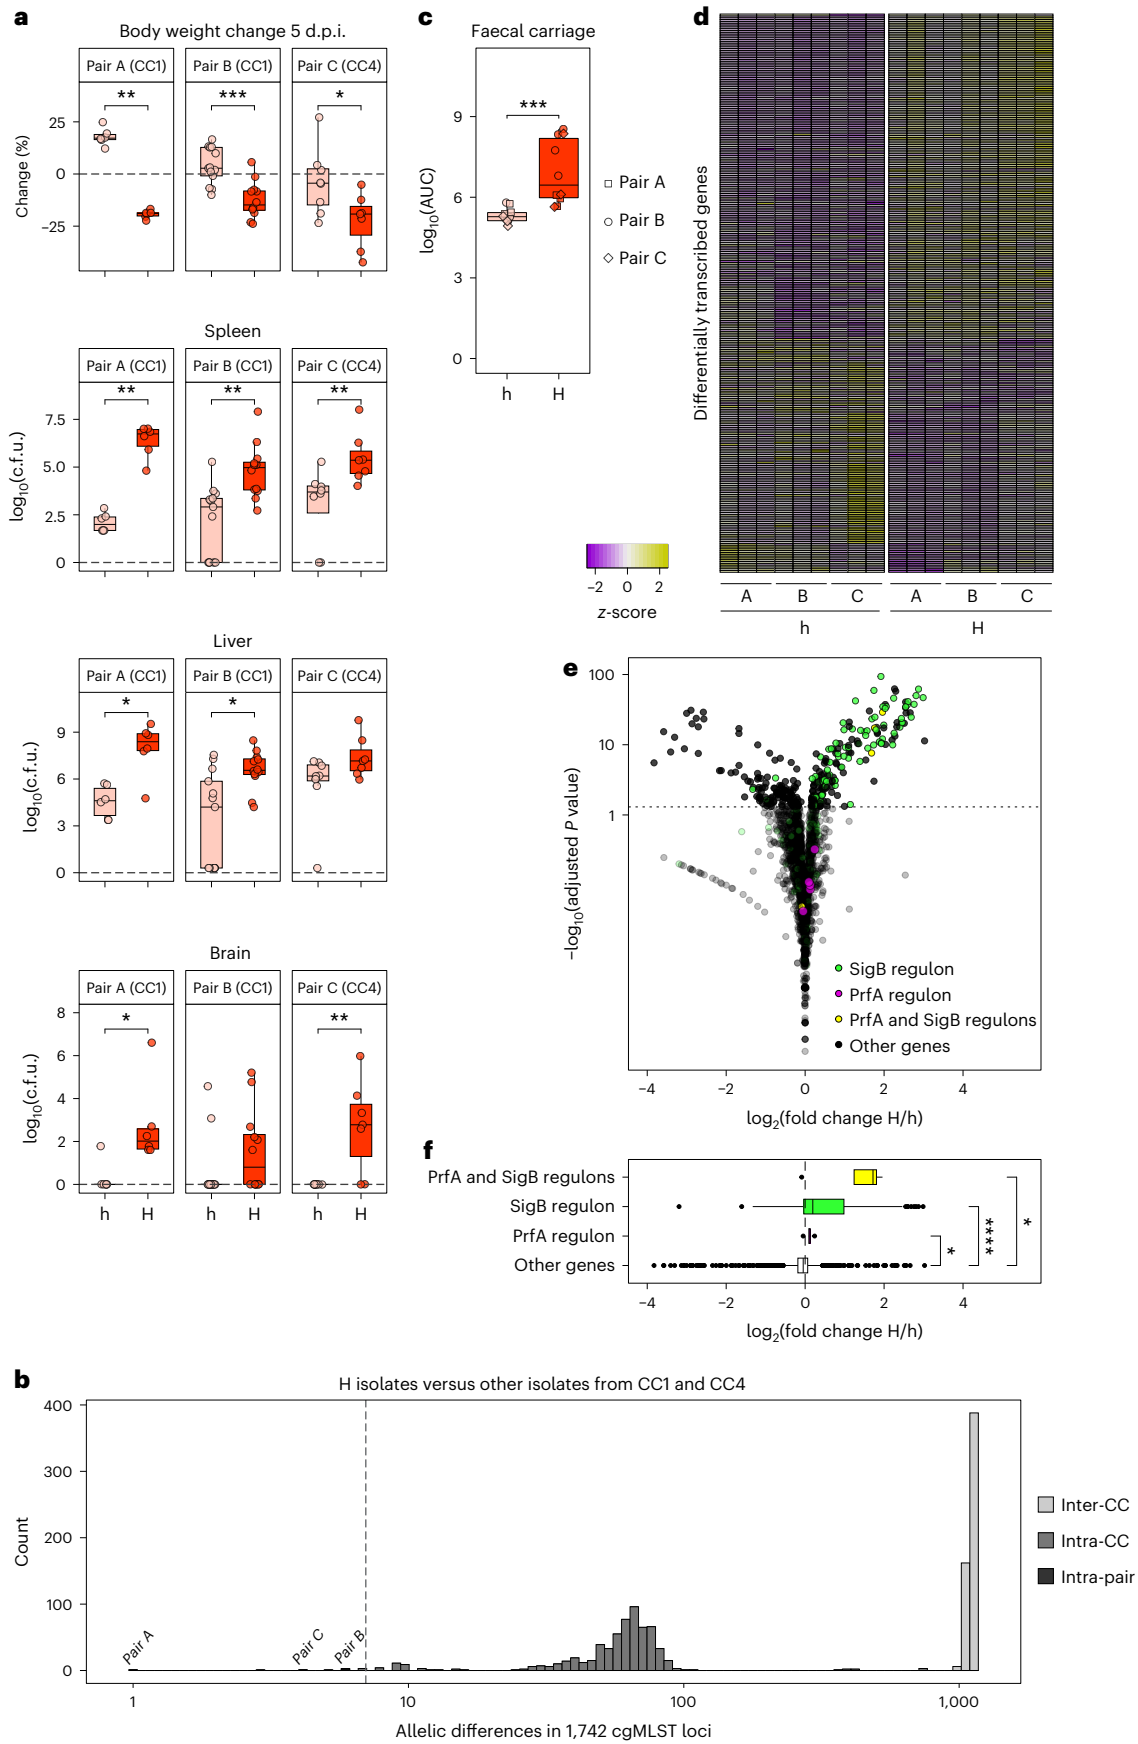 a
Body weight change 5 d.p.i.
Pair A (CC1)
Pair B (CC1)
Pair C (CC4)
**
***
*
Change (%)
25
0
−25
Spleen
Pair A (CC1)
Pair B (CC1)
Pair C (CC4)
**
**
**
log10(c.f.u.)
7.5
5.0
2.5
0
Liver
Pair A (CC1)
Pair B (CC1)
Pair C (CC4)
*
*
log10(c.f.u.)
9
6
3
0
Brain
Pair A (CC1)
Pair B (CC1)
Pair C (CC4)
*
**
log10(c.f.u.)
8
6
4
2
0
h H h H h H
c
Faecal carriage
***
log10(AUC)
9
6
3
0
h H
Pair A
Pair B
Pair C
d
Differentially transcribed genes
−2 0 2
z-score
A B C A B C
h H
e
−log10(adjusted P value)
100
10
1
SigB regulon
PrfA regulon
PrfA and SigB regulons
Other genes
−4 −2 0 2 4
log2(fold change H/h)
f
PrfA and SigB regulons
SigB regulon
PrfA regulon
Other genes
*
****
*
−4 −2 0 2 4
log2(fold change H/h)
b
H isolates versus other isolates from CC1 and CC4
Count
400
300
200
100
0
Pair A
Pair C
Pair B
1 10 100 1,000
Allelic differences in 1,742 cgMLST loci
Inter-CC
Intra-CC
Intra-pair